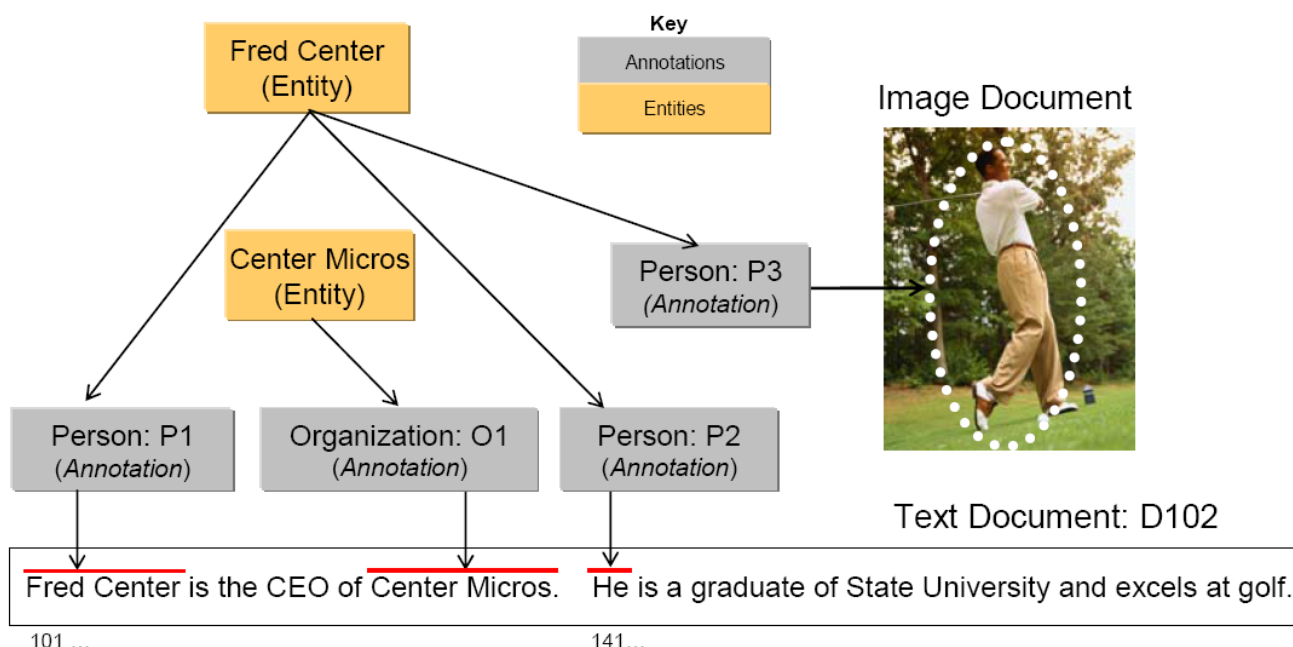 Key
Annotations
Entities
Fred Center
(Entity)
Image Document
Center Micros
(Entity)
Person: P3
(Annotation)
Person: P1
(Annotation)
Organization: O1
(Annotation)
Person: P2
(Annotation)
Text Document: D102
Fred Center is the CEO of Center Micros. He is a graduate of State University and excels at golf.
101 ...
141...